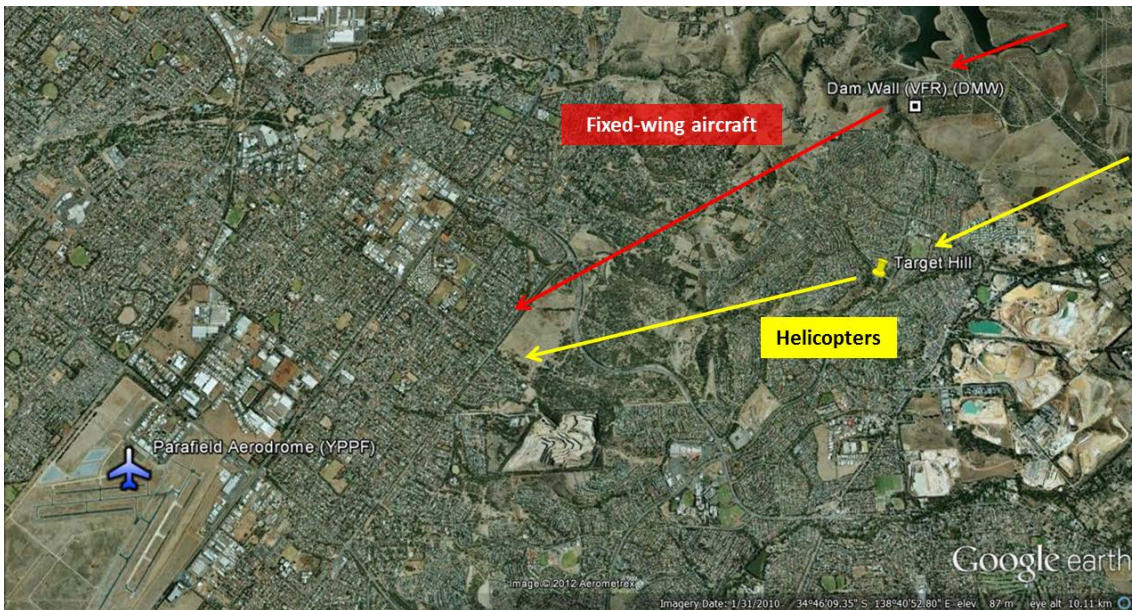 Dam Wall (VFR) (DMW)
Fixed-wing aircraft
Target Hill
Helicopters
Parafield Aerodrome (YPPF)
Google earth
Image © 2012 Aerometrex
Imagery Date: 1/31/2010 34°46'09.35" S 138°40'52.80" E elev 87 m eye alt 10.11 km